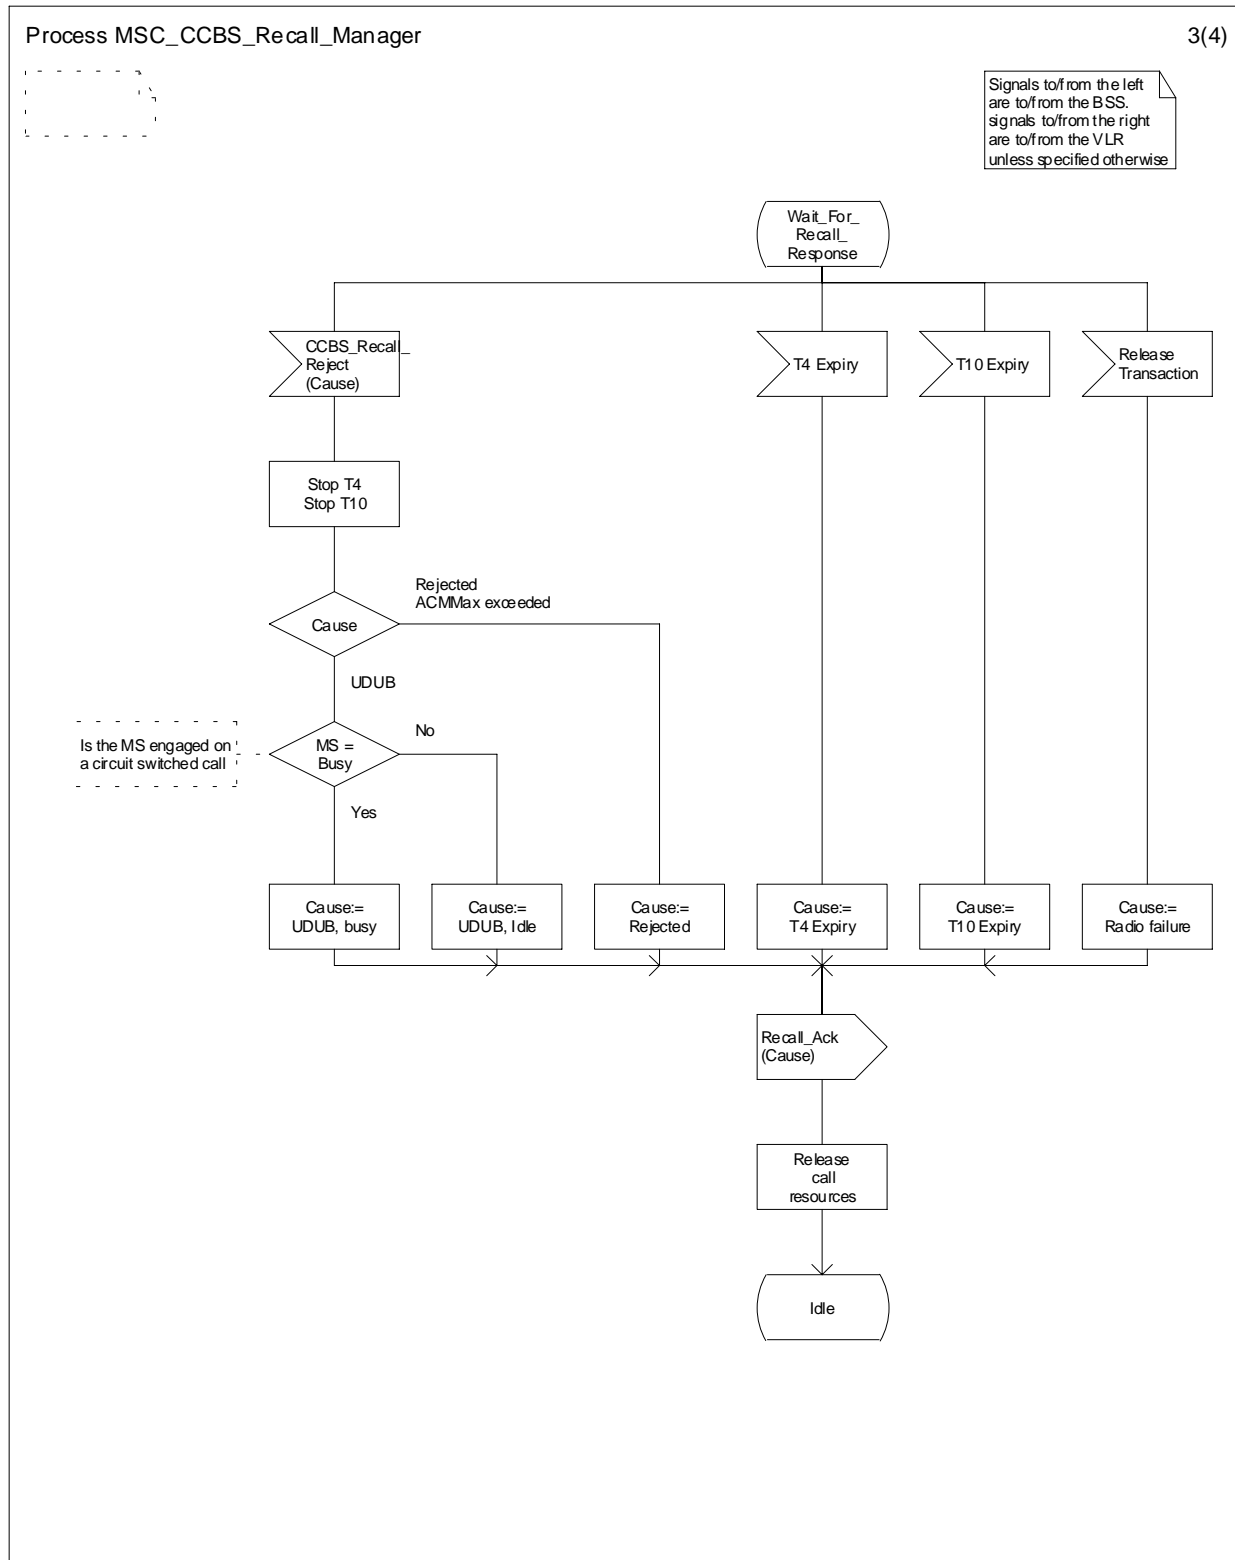 Process MSC_CCBS_Recall_Manager
3(4)
Signals to/from the left
are to/from the BSS.
signals to/from the right
are to/from the VLR
unless specified otherwise
Wait_For_
Recall_
Response
CCBS_Recall_
Reject
(Cause)
T4 Expiry
T10 Expiry
Release
Transaction
Stop T4
Stop T10
Rejected
ACMMax exceeded
Cause
UDUB
Is the MS engaged on
a circuit switched call
MS =
Busy
No
Yes
Cause:=
UDUB, busy
Cause:=
UDUB, Idle
Cause:=
Rejected
Cause:=
T4 Expiry
Cause:=
T10 Expiry
Cause:=
Radio failure
Recall_Ack
(Cause)
Release
call
resources
Idle